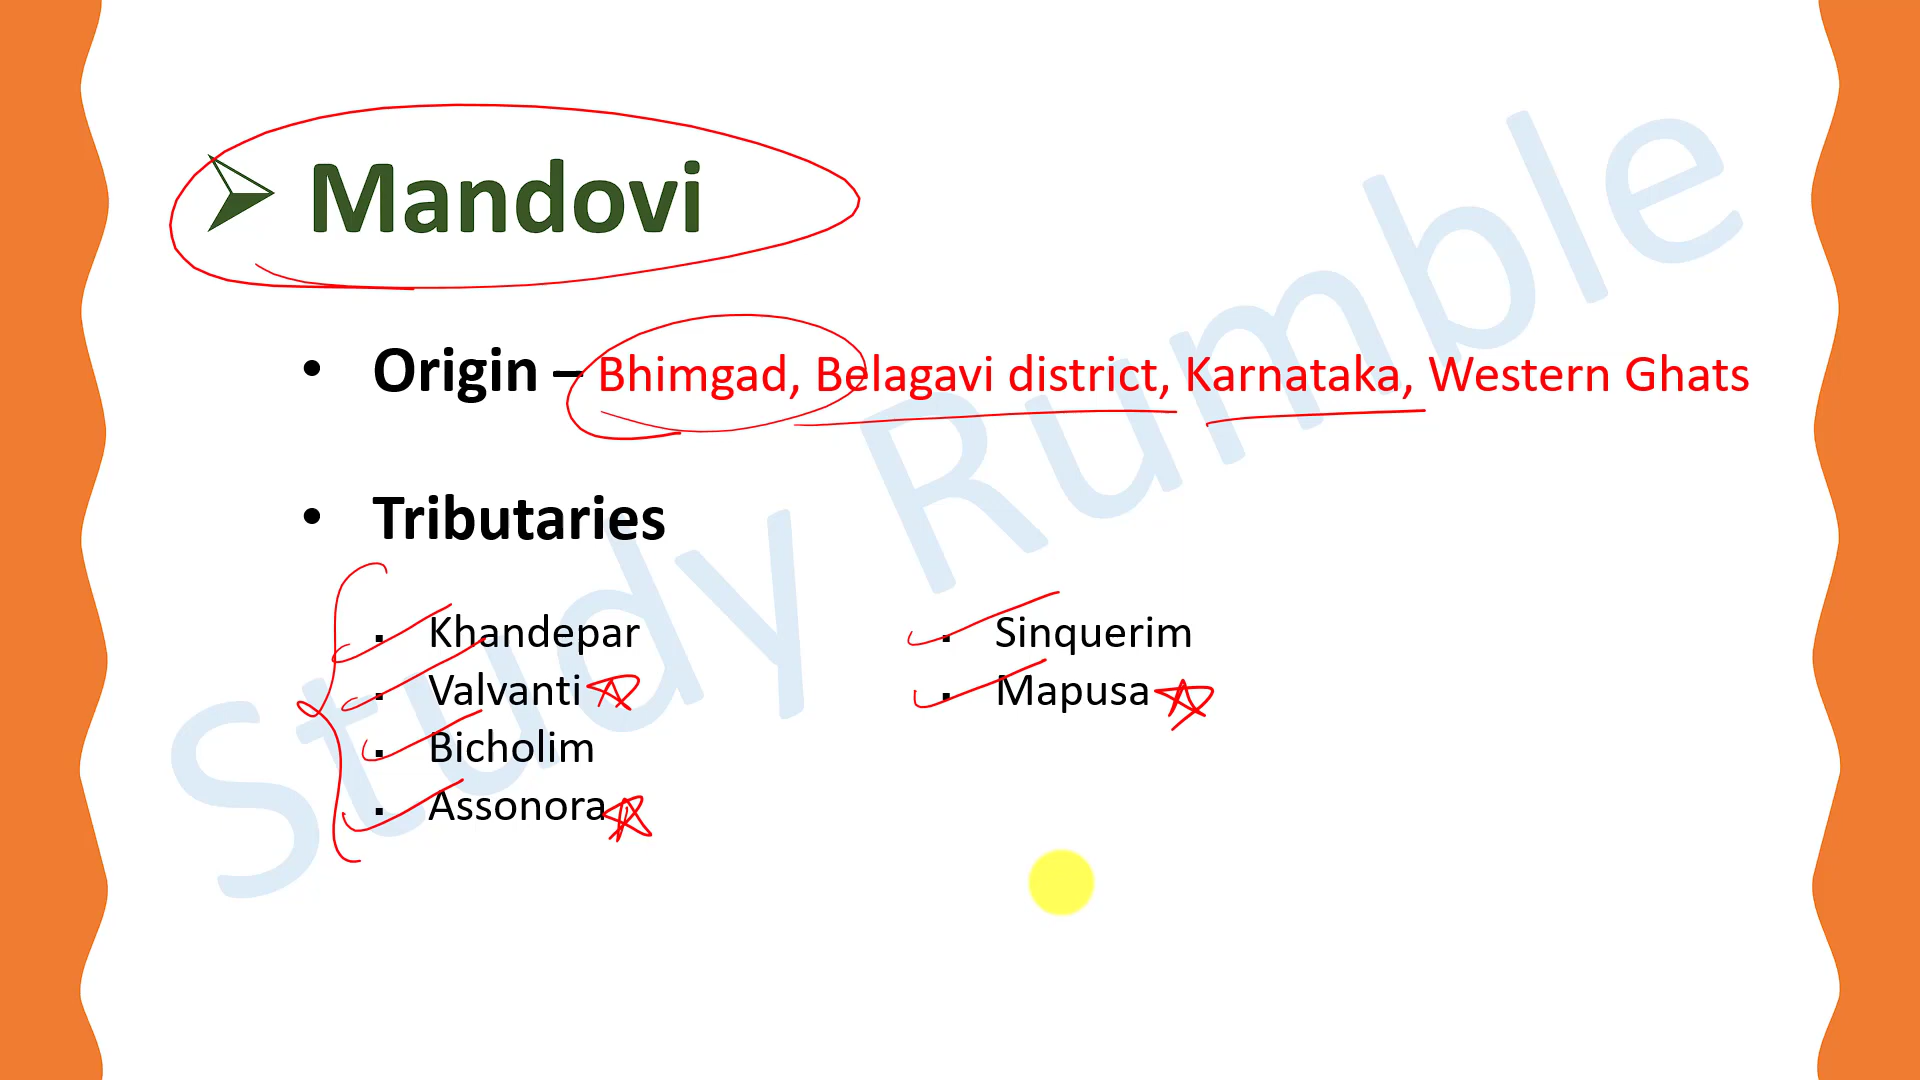 Mandovi
Origin – Bhimgad, Belagavi district, Karnataka, Western Ghats
Tributaries
Khandepar
Valvanti
Bicholim
Assonora
Sinquerim
Mapusa
Study Rumble